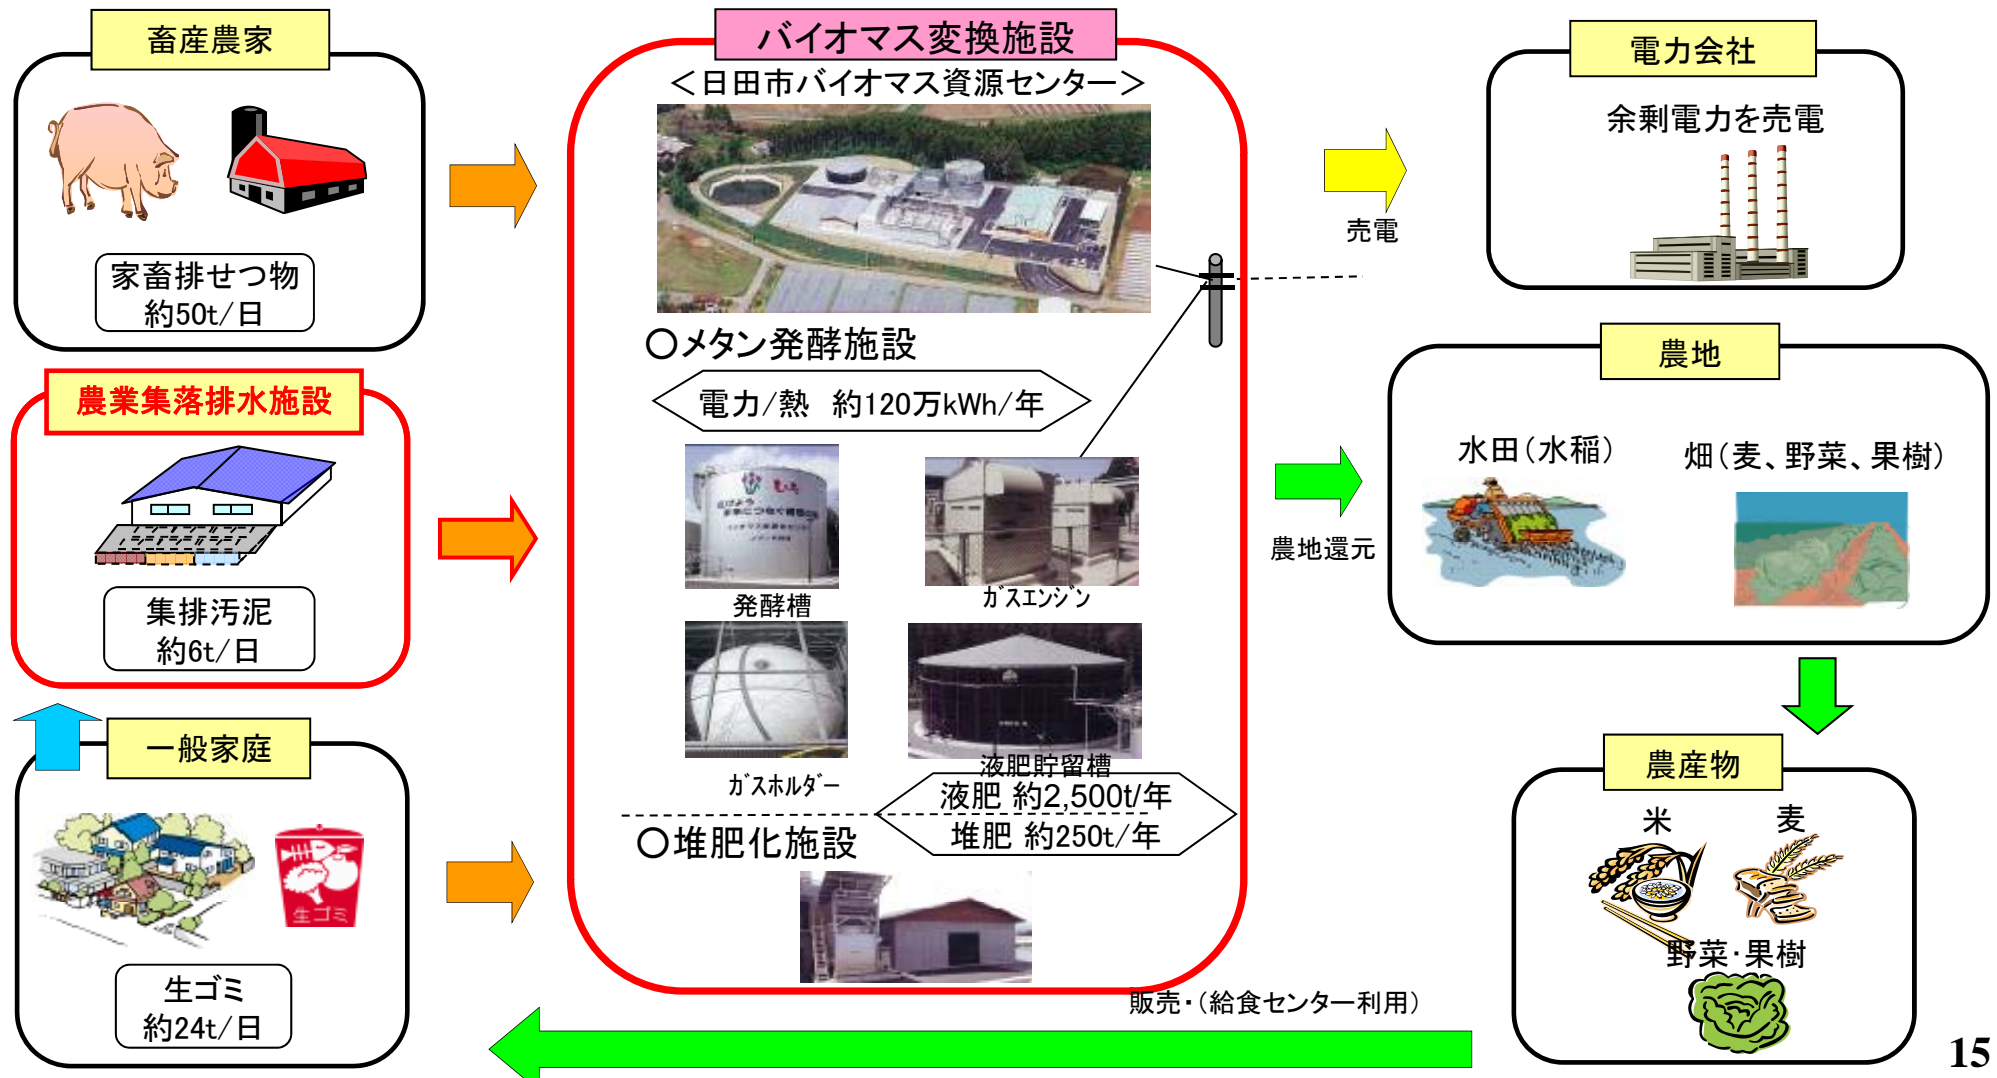 畜産農家
家畜排せつ物
約50t/日
農業集落排水施設
集排汚泥
約6t/日
一般家庭
生ゴミ
生ゴミ
約24t/日
バイオマス変換施設
＜日田市バイオマス資源センター＞
○メタン発酵施設
電力/熱　約120万kWh/年
発酵槽
ｶﾞｽｴﾝｼﾞﾝ
ｶﾞｽﾎﾙﾀﾞｰ
液肥貯留槽
液肥 約2,500t/年
堆肥 約250t/年
○堆肥化施設
売電
農地還元
電力会社
余剰電力を売電
農地
水田（水稲）
畑（麦、野菜、果樹）
農産物
米
麦
野菜・果樹
販売・（給食センター利用）
15